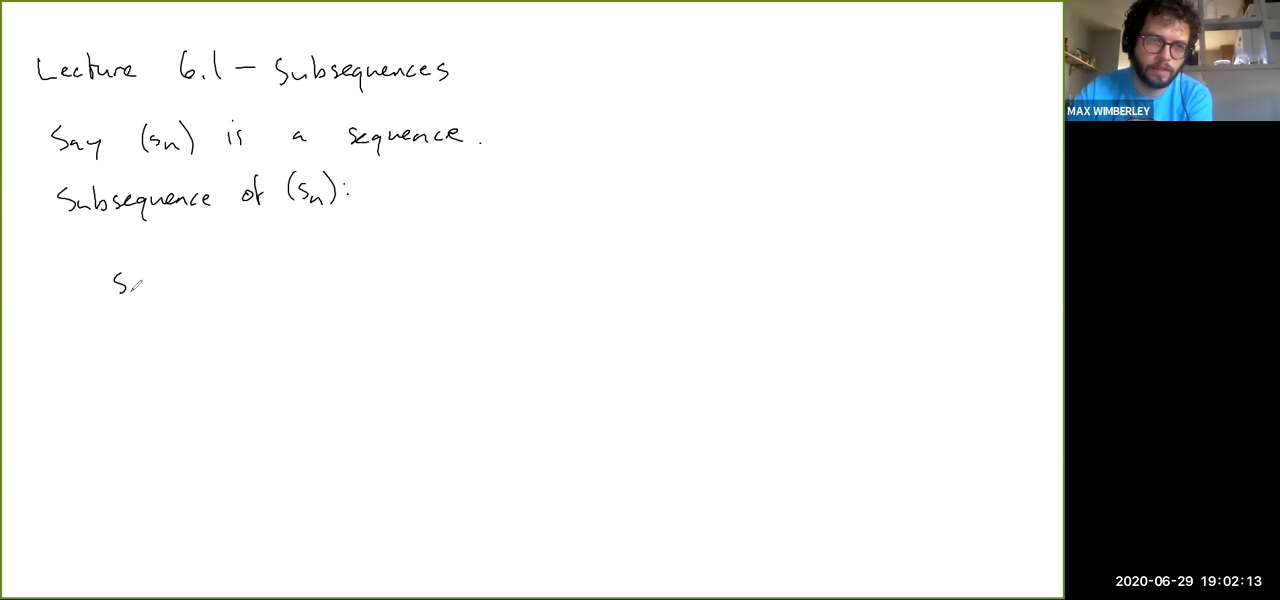 Lecture 6.1 – Subsequences
Say (sn) is a sequence.
Subsequence of (sn):
s
MAX WIMBERLEY
2020-06-29 19:02:13